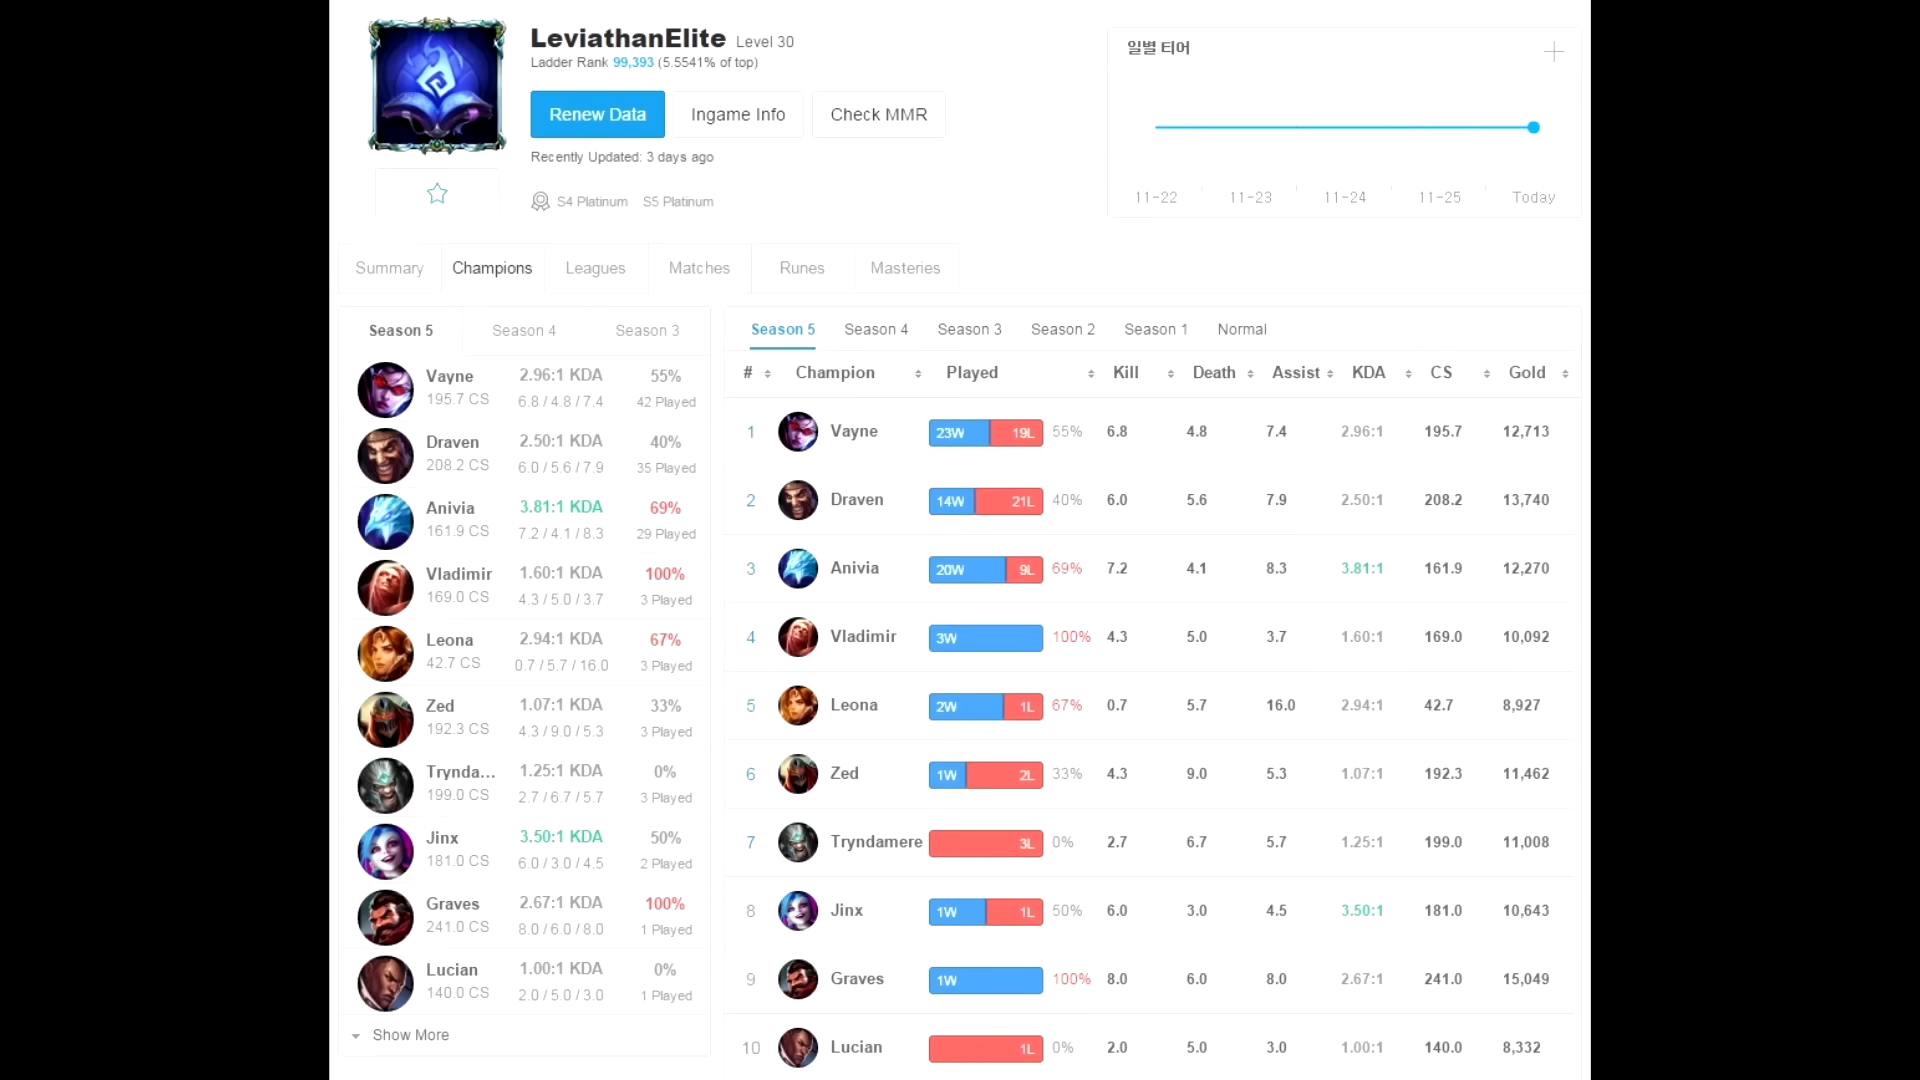 LeviathanElite Level 30
Ladder Rank 99,393 (5.5541% of top)
Renew Data Ingame Info Check MMR
Recently Updated: 3 days ago
S4 Platinum S5 Platinum
일별 티어
11-22 11-23 11-24 11-25 Today
Summary Champions Leagues Matches Runes Masteries
Season 5 Season 4 Season 3
Vayne 2.96:1 KDA 55%
195.7 CS 6.8 / 4.8 / 7.4 42 Played
Draven 2.50:1 KDA 40%
208.2 CS 6.0 / 5.6 / 7.9 35 Played
Anivia 3.81:1 KDA 69%
161.9 CS 7.2 / 4.1 / 8.3 29 Played
Vladimir 1.60:1 KDA 100%
169.0 CS 4.3 / 5.0 / 3.7 3 Played
Leona 2.94:1 KDA 67%
42.7 CS 0.7 / 5.7 / 16.0 3 Played
Zed 1.07:1 KDA 33%
192.3 CS 4.3 / 9.0 / 5.3 3 Played
Trynda... 1.25:1 KDA 0%
199.0 CS 2.7 / 6.7 / 5.7 3 Played
Jinx 3.50:1 KDA 50%
181.0 CS 6.0 / 3.0 / 4.5 2 Played
Graves 2.67:1 KDA 100%
241.0 CS 8.0 / 6.0 / 8.0 1 Played
Lucian 1.00:1 KDA 0%
140.0 CS 2.0 / 5.0 / 3.0 1 Played
Show More
Season 5 Season 4 Season 3 Season 2 Season 1 Normal
# Champion Played Kill Death Assist KDA CS Gold
1 Vayne 23W 19L 55% 6.8 4.8 7.4 2.96:1 195.7 12,713
2 Draven 14W 21L 40% 6.0 5.6 7.9 2.50:1 208.2 13,740
3 Anivia 20W 9L 69% 7.2 4.1 8.3 3.81:1 161.9 12,270
4 Vladimir 3W 100% 4.3 5.0 3.7 1.60:1 169.0 10,092
5 Leona 2W 1L 67% 0.7 5.7 16.0 2.94:1 42.7 8,927
6 Zed 1W 2L 33% 4.3 9.0 5.3 1.07:1 192.3 11,462
7 Tryndamere 3L 0% 2.7 6.7 5.7 1.25:1 199.0 11,008
8 Jinx 1W 1L 50% 6.0 3.0 4.5 3.50:1 181.0 10,643
9 Graves 1W 100% 8.0 6.0 8.0 2.67:1 241.0 15,049
10 Lucian 1L 0% 2.0 5.0 3.0 1.00:1 140.0 8,332